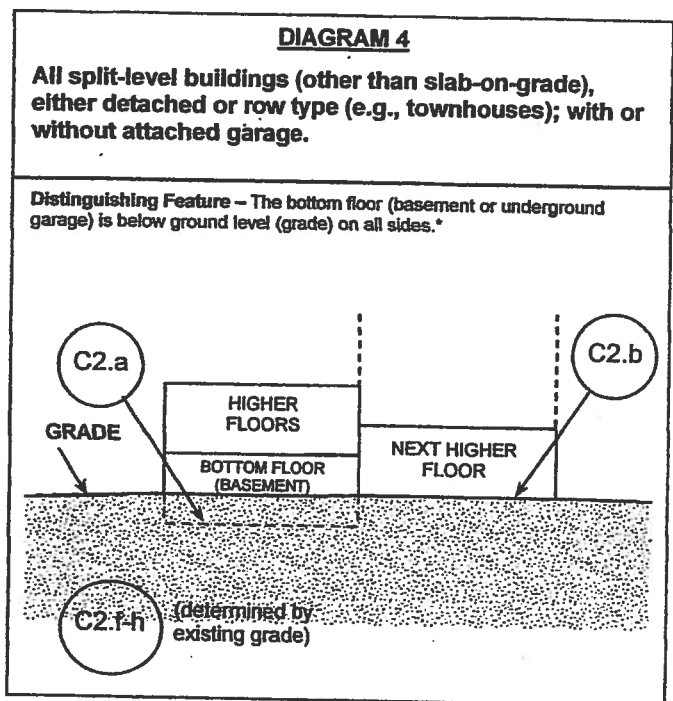 DIAGRAM 4
All split-level buildings (other than slab-on-grade),
either detached or row type (e.g., townhouses); with or
without attached garage.
Distinguishing Feature – The bottom floor (basement or underground
garage) is below ground level (grade) on all sides.*
C2.a
C2.b
HIGHER
FLOORS
GRADE
NEXT HIGHER
FLOOR
BOTTOM FLOOR
(BASEMENT)
C2.f-h
(determined by
existing grade)